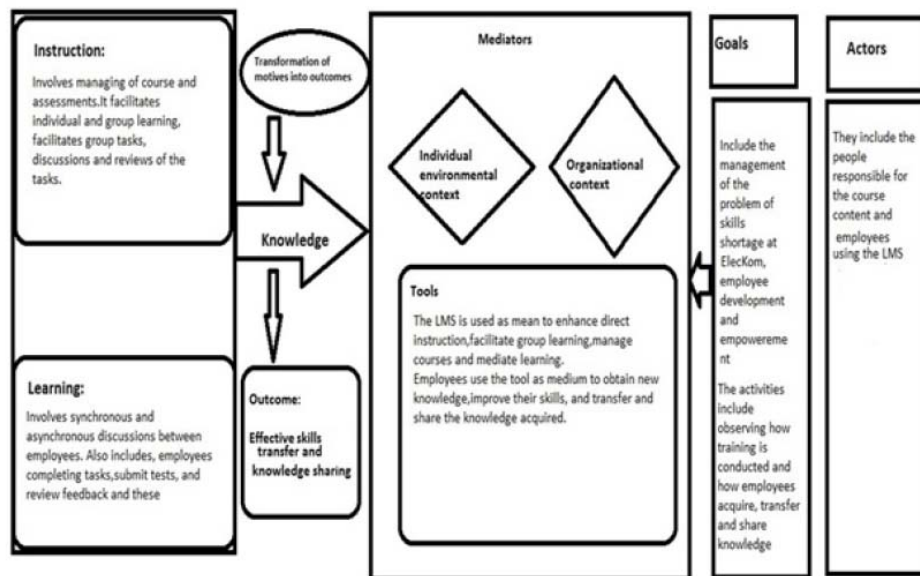 Instruction:
Involves managing of course and
assessments.It facilitates
individual and group learning,
facilitates group tasks,
discussions and reviews of the
tasks.
Learning:
Involves synchronous and
asynchronous discussions between
employees. Also includes, employees
completing tasks,submit tests, and
review feedback and these
Transformation of
motives into outcomes
Knowledge
Outcome:
Effective skills
transfer and
knowledge sharing
Mediators
Individual
environmental
context
Organizational
context
Tools
The LMS is used as mean to enhance direct
instruction,facilitate group learning,manage
courses and mediate learning.
Employees use the tool as medium to obtain new
knowledge,improve their skills, and transfer and
share the knowledge acquired.
Goals
Include the
management
of the
problem of
skills
shortage at
ElecKom,
employee
development
and
empowereme
nt
The activities
include
observing how
training is
conducted and
how employees
acquire, transfer
and share
knowledge
Actors
They include the
people
responsible for
the course
content and
employees
using the LMS